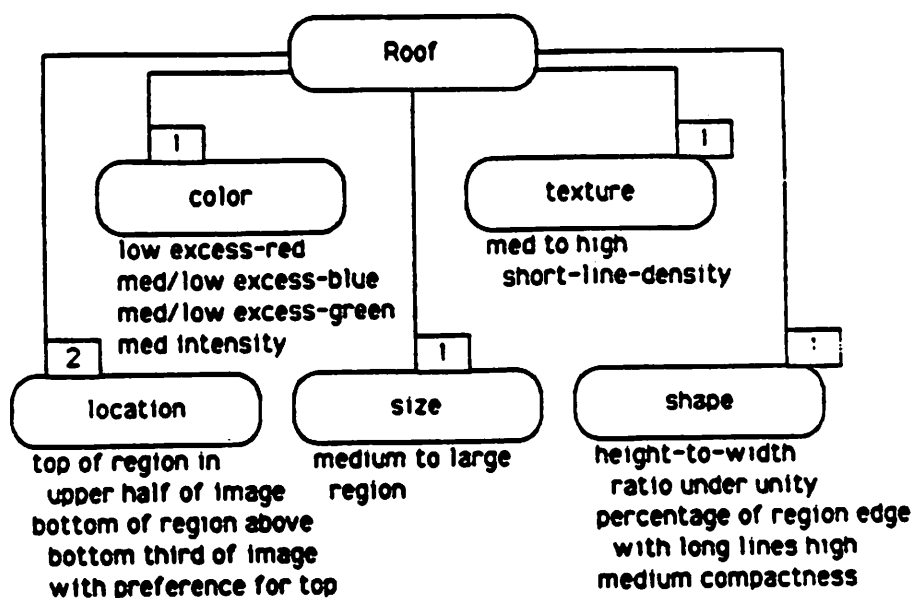 Roof
1
color
low excess-red
med/low excess-blue
med/low excess-green
med intensity
1
texture
med to high
short-line-density
2
location
top of region in
upper half of image
bottom of region above
bottom third of image
with preference for top
1
size
medium to large
region
shape
height-to-width
ratio under unity
percentage of region edge
with long lines high
medium compactness